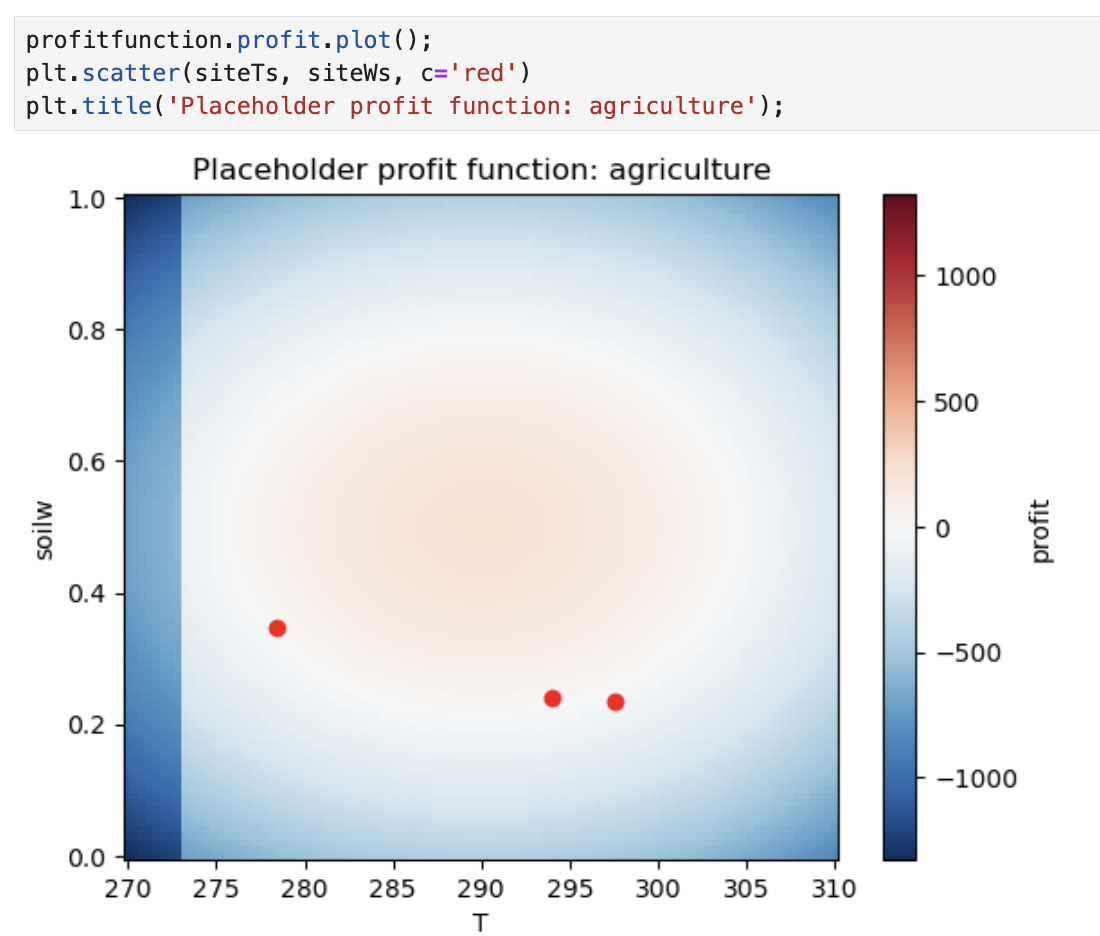 profitfunction.profit.plot();
plt.scatter(siteTs, siteWs, c='red')
plt.title('Placeholder profit function: agriculture');
Placeholder profit function: agriculture
1.0
0.8
0.6
0.4
0.2
0.0
soilw
270 275 280 285 290 295 300 305 310
T
1000
500
0
−500
−1000
profit